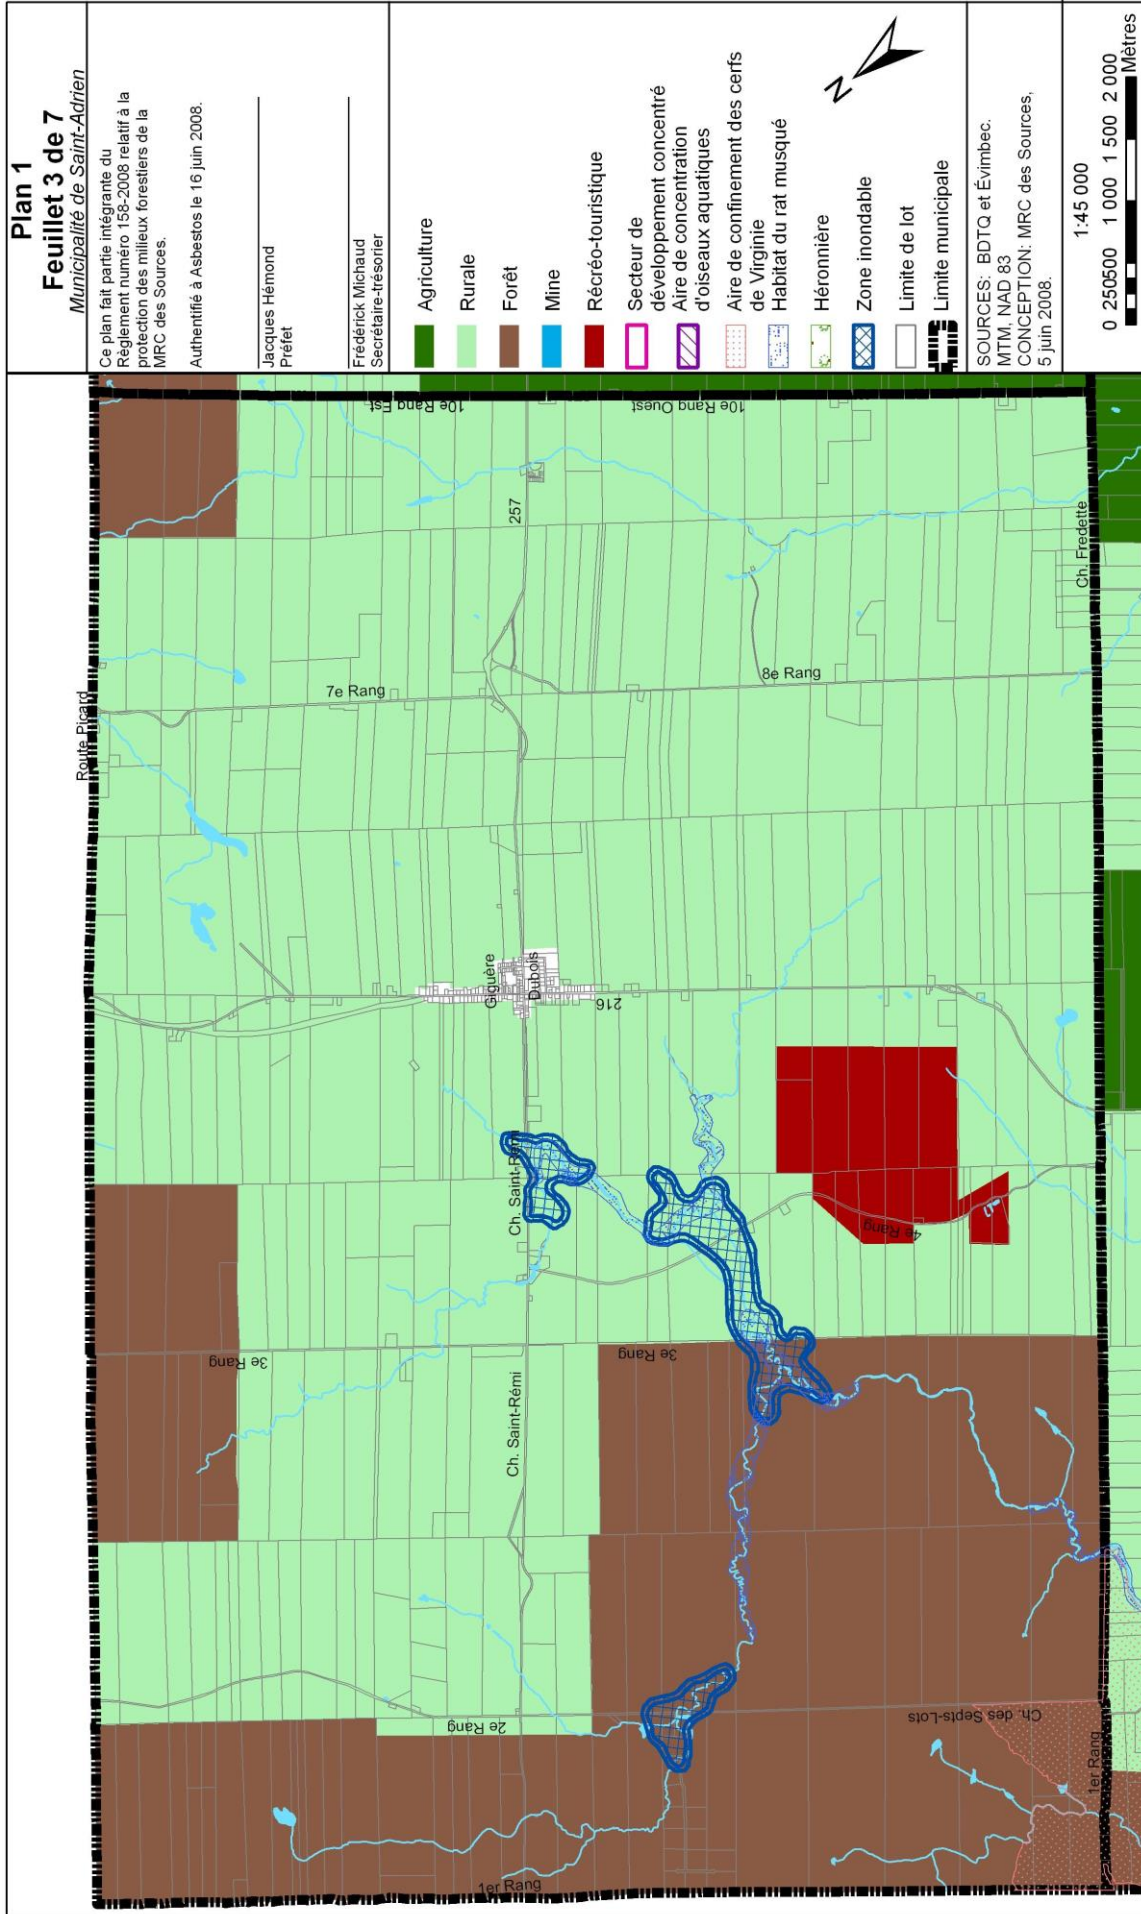 Plan 1
Feuillet 3 de 7
Municipalité de Saint-Adrien
Ce plan fait partie intégrante du
Règlement numéro 158-2008 relatif à la
protection des milieux forestiers de la
MRC des Sources.
Authentifié à Asbestos le 16 juin 2008.
Jacques Hémond
Préfet
Frédérick Michaud
Secrétaire-trésorier
Agriculture
Rurale
Forêt
Mine
Récréo-touristique
Secteur de
développement concentré
Aire de concentration
d'oiseaux aquatiques
Aire de confinement des cerfs
de Virginie
Habitat du rat musqué
Héronnière
Zone inondable
Limite de lot
Limite municipale
N
SOURCES: BDTQ et Évimbec.
MTM, NAD 83
CONCEPTION: MRC des Sources,
5 juin 2008.
1:45 000
0 250500 1 000 1 500 2 000
Mètres
10e Rang Est
10e Rang Ouest
257
Ch. Fredette
Route Picard
7e Rang
8e Rang
Giguère
Dubois
216
Ch. Saint-Rémi
4e Rang
3e Rang
3e Rang
Ch. Saint-Rémi
2e Rang
Ch. des Septs-Lots
1er Rang
1er Rang